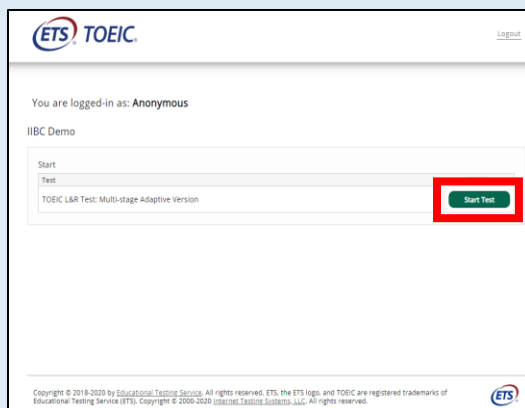 ETS TOEIC.
Logout
You are logged-in as: Anonymous
IIBC Demo
Start
Test
TOEIC L&R Test: Multi-stage Adaptive Version
Start Test
Copyright © 2018-2020 by Educational Testing Service. All rights reserved. ETS, the ETS logo, and TOEIC are registered trademarks of
Educational Testing Service (ETS). Copyright © 2000-2020 Internet Testing Systems, LLC. All rights reserved.
ETS